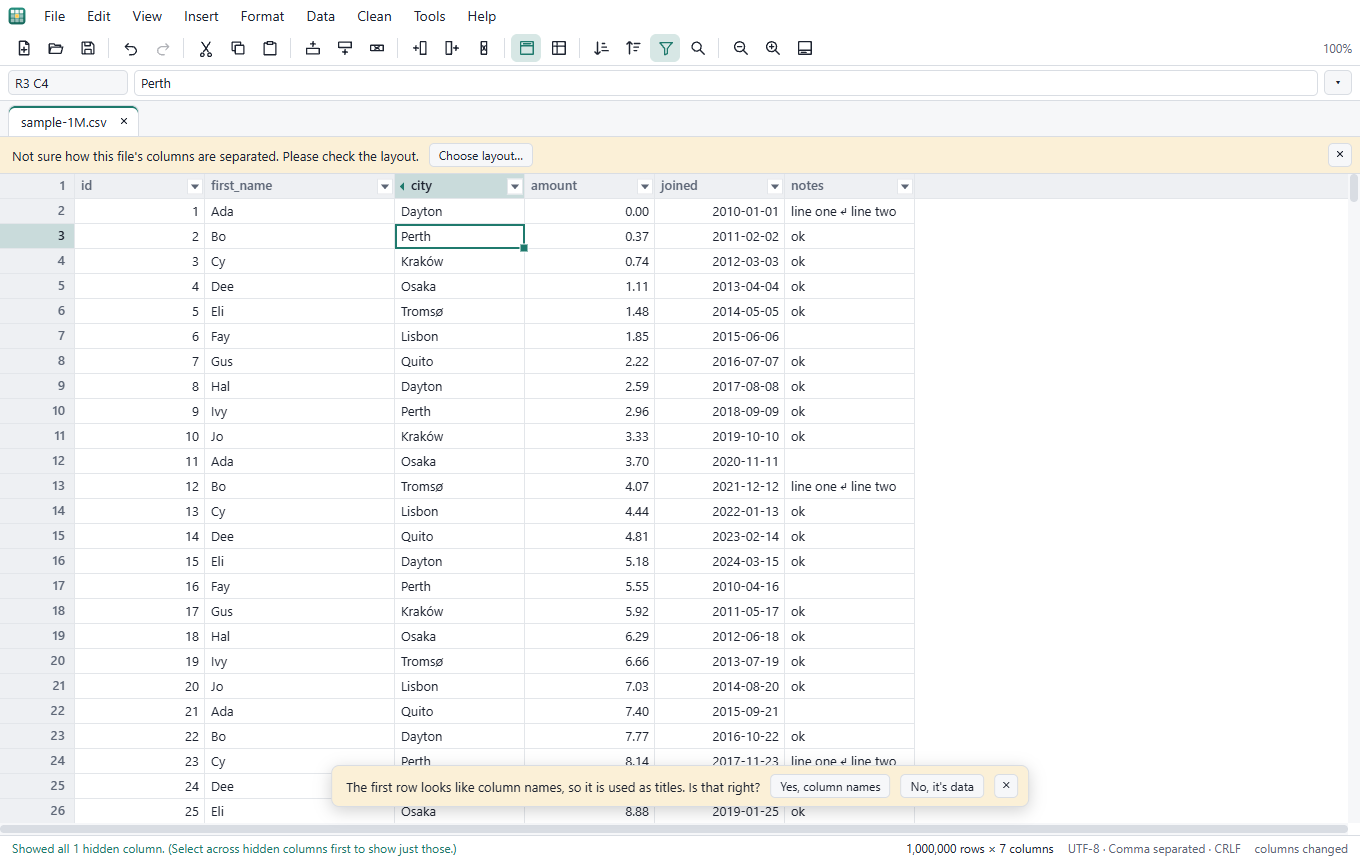 File Edit View Insert Format Data Clean Tools Help
100%
R3 C4 Perth
sample-1M.csv ×
Not sure how this file's columns are separated. Please check the layout. Choose layout... ×
1 id first_name city amount joined notes
2 1 Ada Dayton 0.00 2010-01-01 line one ↵ line two
3 2 Bo Perth 0.37 2011-02-02 ok
4 3 Cy Kraków 0.74 2012-03-03 ok
5 4 Dee Osaka 1.11 2013-04-04 ok
6 5 Eli Tromsø 1.48 2014-05-05 ok
7 6 Fay Lisbon 1.85 2015-06-06
8 7 Gus Quito 2.22 2016-07-07 ok
9 8 Hal Dayton 2.59 2017-08-08 ok
10 9 Ivy Perth 2.96 2018-09-09 ok
11 10 Jo Kraków 3.33 2019-10-10 ok
12 11 Ada Osaka 3.70 2020-11-11
13 12 Bo Tromsø 4.07 2021-12-12 line one ↵ line two
14 13 Cy Lisbon 4.44 2022-01-13 ok
15 14 Dee Quito 4.81 2023-02-14 ok
16 15 Eli Dayton 5.18 2024-03-15 ok
17 16 Fay Perth 5.55 2010-04-16
18 17 Gus Kraków 5.92 2011-05-17 ok
19 18 Hal Osaka 6.29 2012-06-18 ok
20 19 Ivy Tromsø 6.66 2013-07-19 ok
21 20 Jo Lisbon 7.03 2014-08-20 ok
22 21 Ada Quito 7.40 2015-09-21
23 22 Bo Dayton 7.77 2016-10-22 ok
24 23 Cy Perth 8.14 2017-11-23 line one ↵ line two
25 24 Dee
The first row looks like column names, so it is used as titles. Is that right? Yes, column names No, it's data ×
26 25 Eli Osaka 8.88 2019-01-25 ok
Showed all 1 hidden column. (Select across hidden columns first to show just those.) 1,000,000 rows × 7 columns UTF-8 · Comma separated · CRLF columns changed